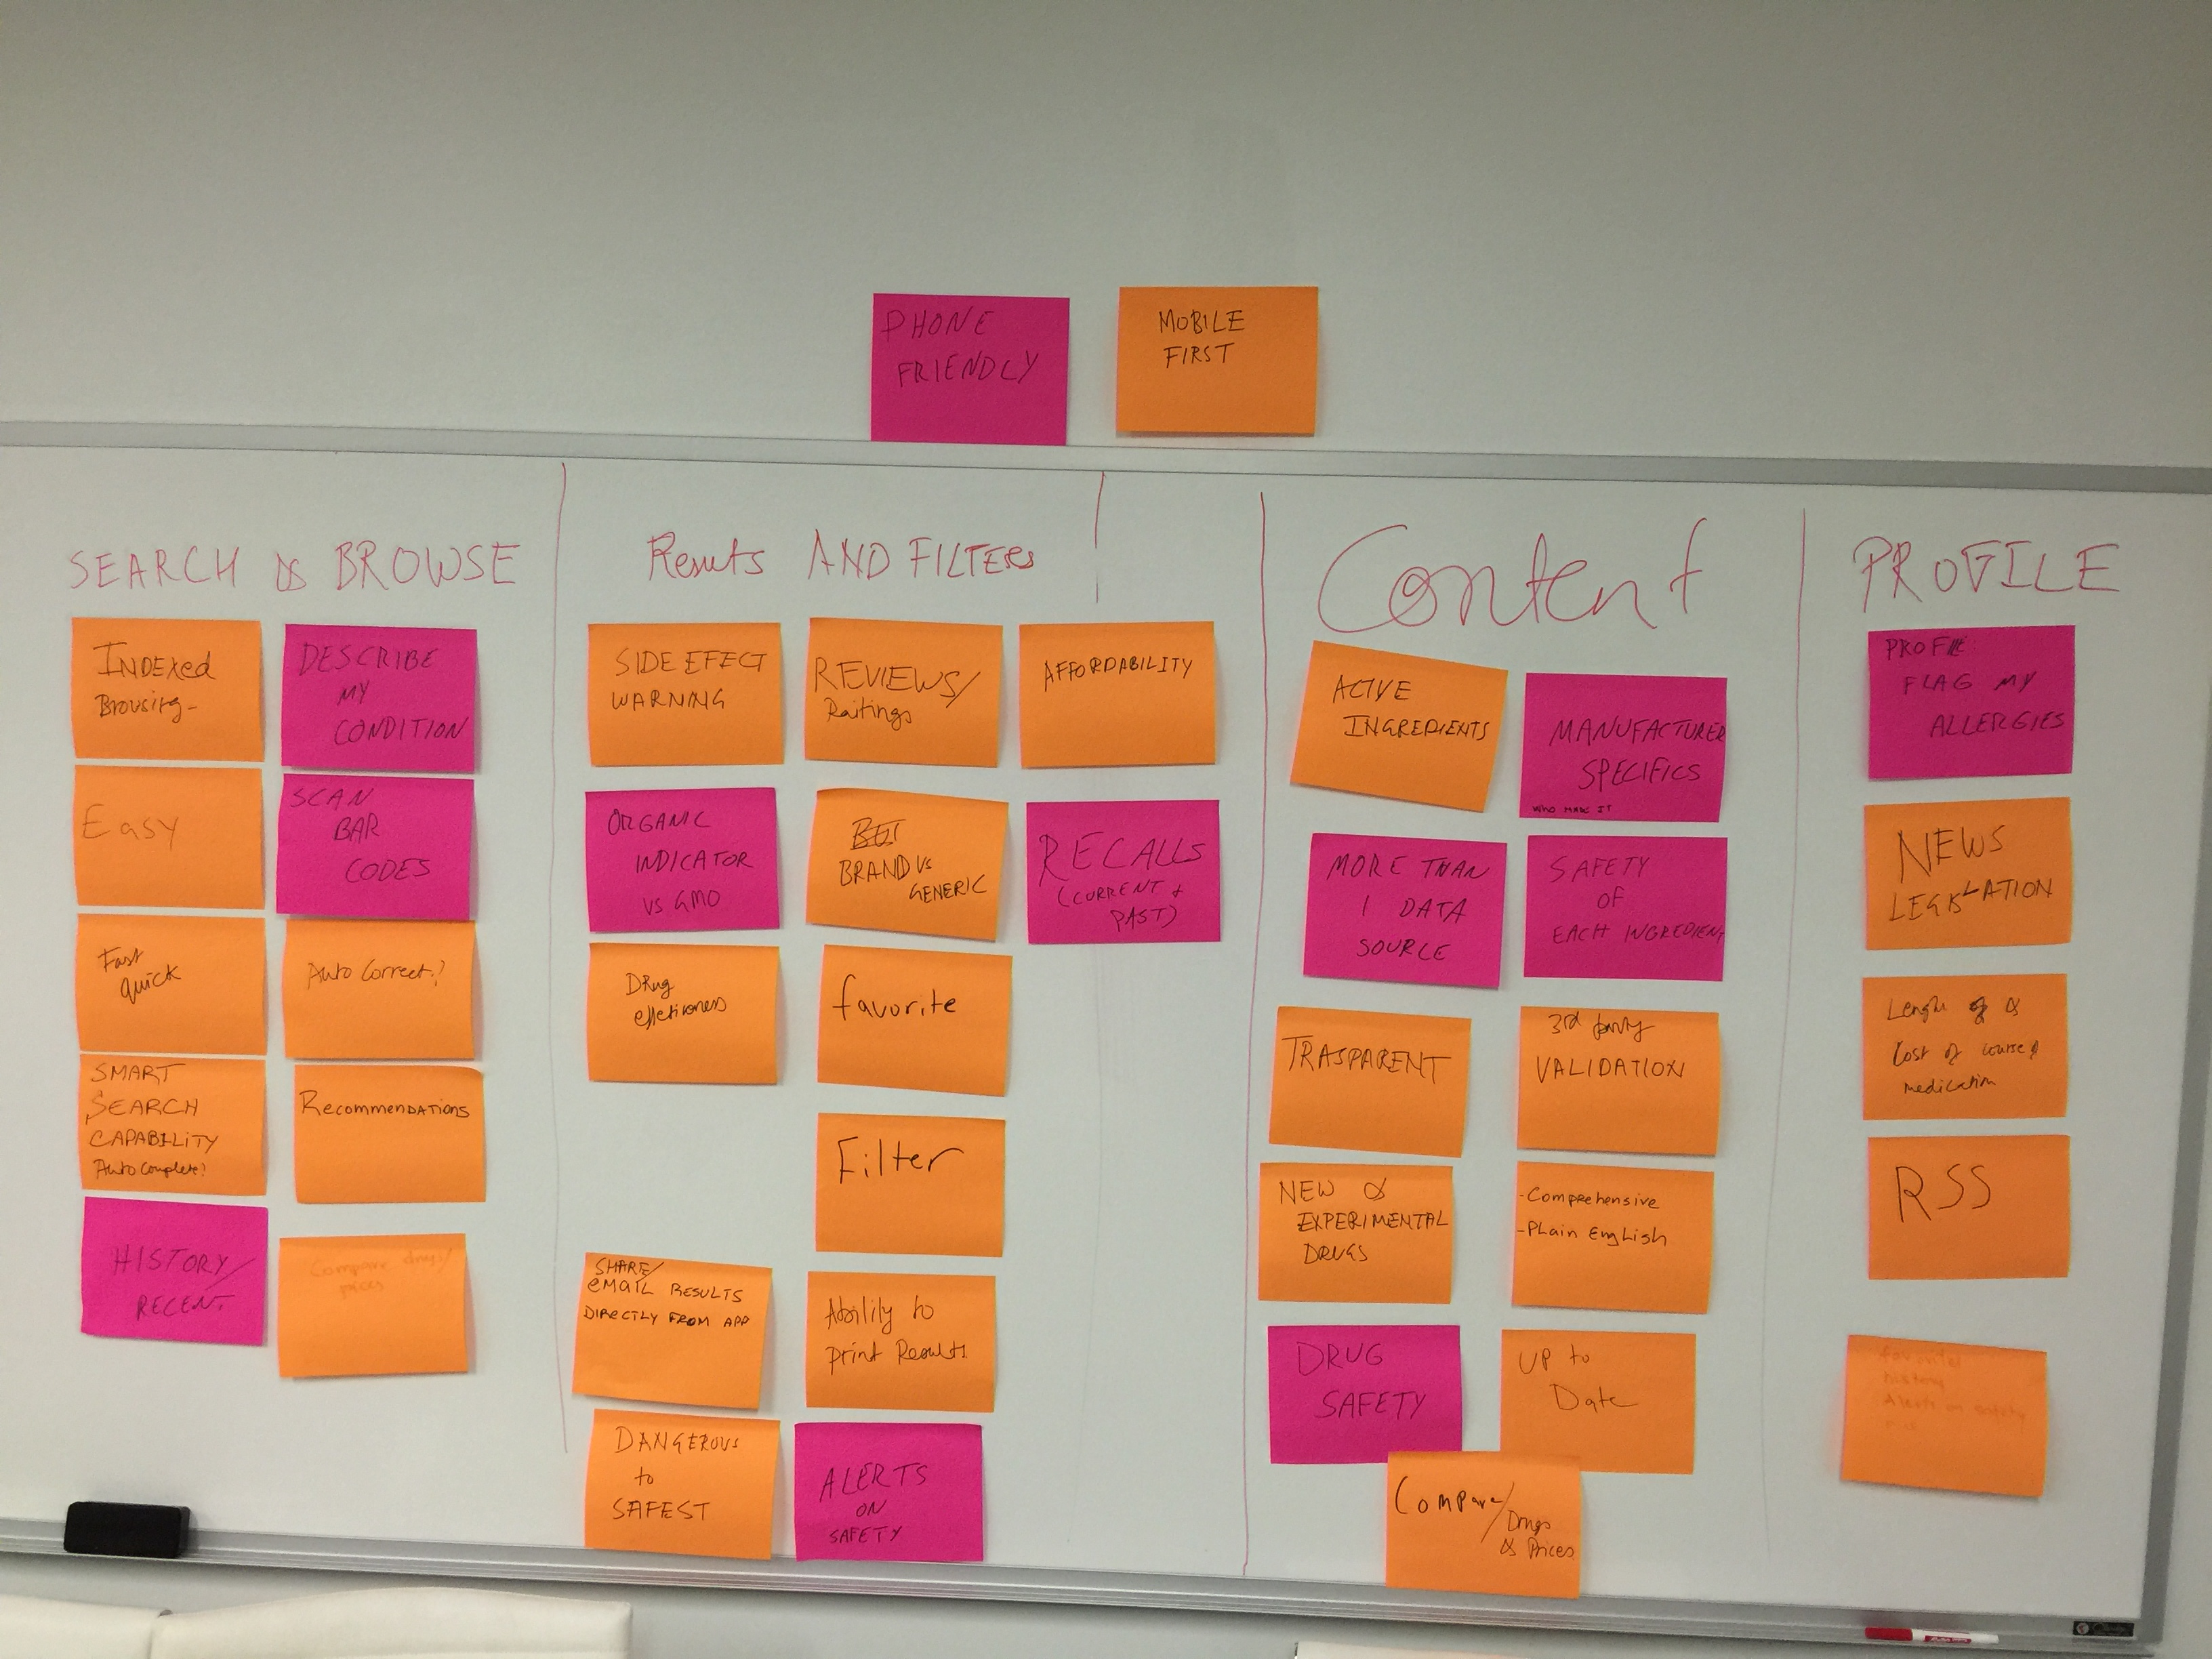 PHONE
FRIENDLY
MOBILE
FIRST
SEARCH & BROWSE
INDEXed
Browsing-
DESCRIBE
MY
CONDITION
Easy
SCAN
BAR
CODES
Fast
quick
Auto Correct?
SMART
SEARCH
CAPABILITY
Auto Complete?
RecommenDATIons
HISTORY/
RECENT
Compare drugs/
prices
Results AND FILTERS
SIDE EFECT
WARNING
REVIEWS/
Raitings
AFFORDABILITY
ORGANIC
INDICATOR
VS GMO
BRAND VS
GENERIC
RECALLS
(CURRENT +
PAST)
DRug
effetiveness
favorite
Filter
SHARE/
eMAIL RESULTS
DIRECTLY FROM APP
Ability to
print Results
DANGEROUS
to
SAFEST
ALERTS
ON
SAFETY
Content
ACTIVE
INGREDIENTS
MANUFACTURER
SPECIFICS
WHO MADE IT
MORE THAN
1 DATA
SOURCE
SAFETY
OF
EACH INGREDIENT
TRASPARENT
3rd party
VALIDATION
NEW &
EXPERIMENTAL
DRUGS
-Comprehensive
-PLain English
DRUG
SAFETY
UP to
Date
Compare/
Drugs
& Prices
PROFILE
PROFILE:
FLAG MY
ALLERGIES
NEWS
LEGISLATION
Length of &
Cost of course of
medication
RSS
favorites
history
Alerts on safety